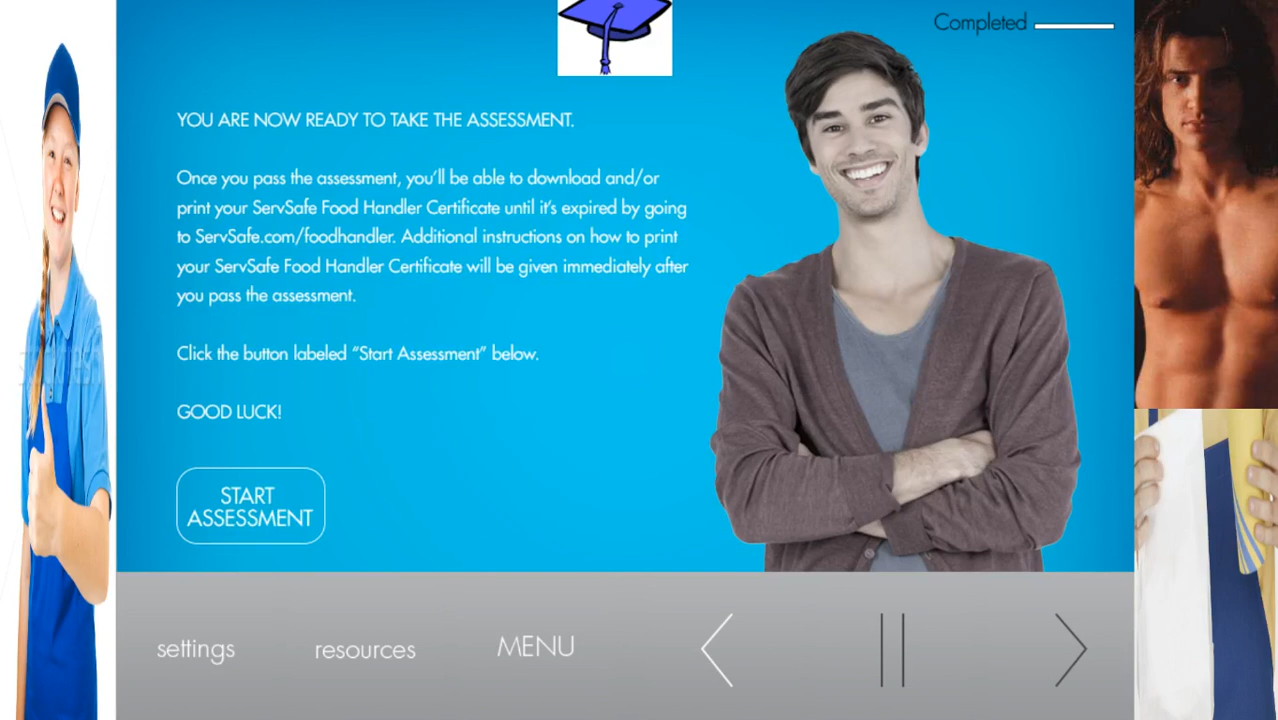 Completed
YOU ARE NOW READY TO TAKE THE ASSESSMENT.
Once you pass the assessment, you'll be able to download and/or
print your ServSafe Food Handler Certificate until it's expired by going
to ServSafe.com/foodhandler. Additional instructions on how to print
your ServSafe Food Handler Certificate will be given immediately after
you pass the assessment.
Click the button labeled “Start Assessment” below.
GOOD LUCK!
START
ASSESSMENT
settings
resources
MENU